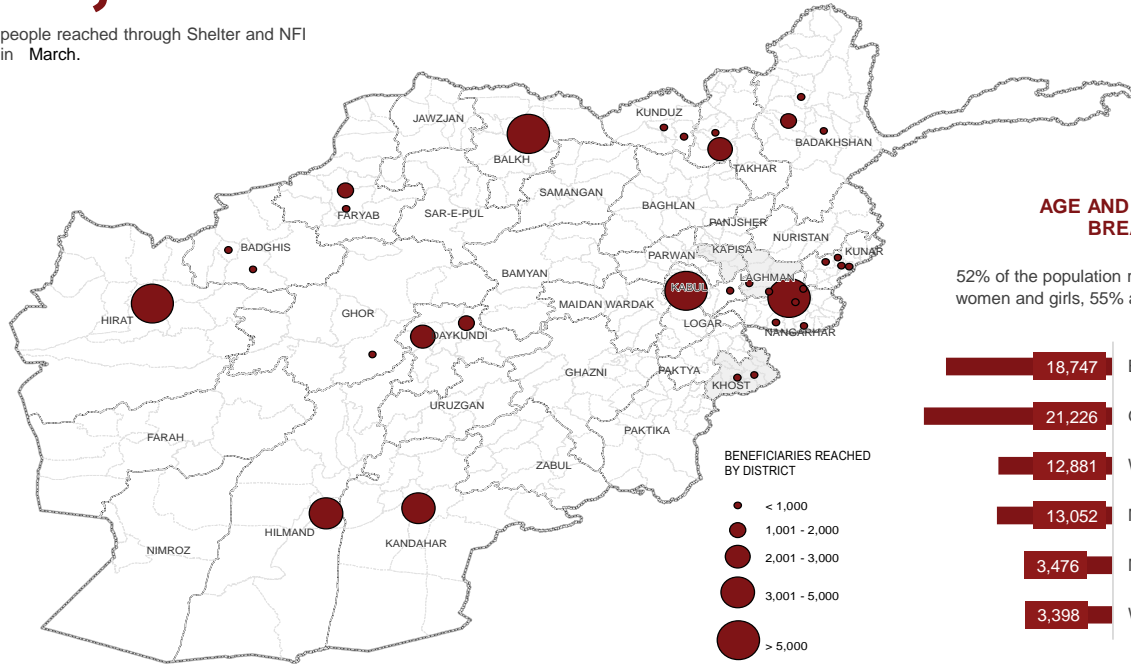 people reached through Shelter and NFI
in March.
JAWZJAN
KUNDUZ
BALKH
BADAKHSHAN
TAKHAR
SAMANGAN
BAGHLAN
FARYAB
SAR-E-PUL
PANJSHER
NURISTAN
AGE AND
BREA
BADGHIS
PARWAN
KAPISA
KUNAR
BAMYAN
LAGHMAN
52% of the population
women and girls, 55%
KABUL
HIRAT
GHOR
MAIDAN WARDAK
LOGAR
DAYKUNDI
NANGARHAR
GHAZNI
PAKTYA
KHOST
18,747
URUZGAN
21,226
FARAH
PAKTIKA
ZABUL
BENEFICIARIES REACHED
BY DISTRICT
12,881
< 1,000
13,052
1,001 - 2,000
HILMAND
KANDAHAR
NIMROZ
2,001 - 3,000
3,476
3,001 - 5,000
3,398
> 5,000